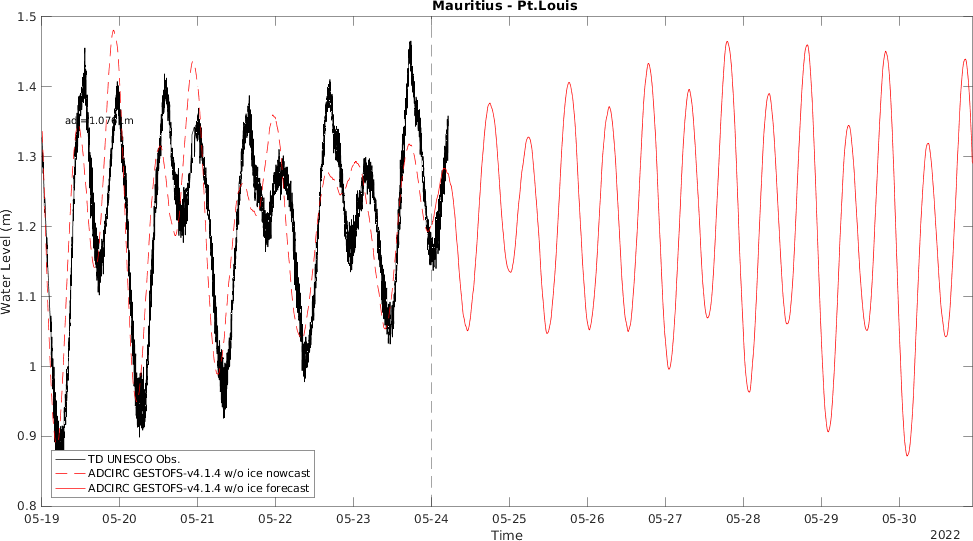 Mauritius - Pt.Louis
1.5
1.4
1.3
1.2
1.1
1
0.9
0.8
Water Level (m)
TD UNESCO Obs.
ADCIRC GESTOFS-v4.1.4 w/o ice nowcast
ADCIRC GESTOFS-v4.1.4 w/o ice forecast
05-19 05-20 05-21 05-22 05-23 05-24 05-25 05-26 05-27 05-28 05-29 05-30
Time
2022